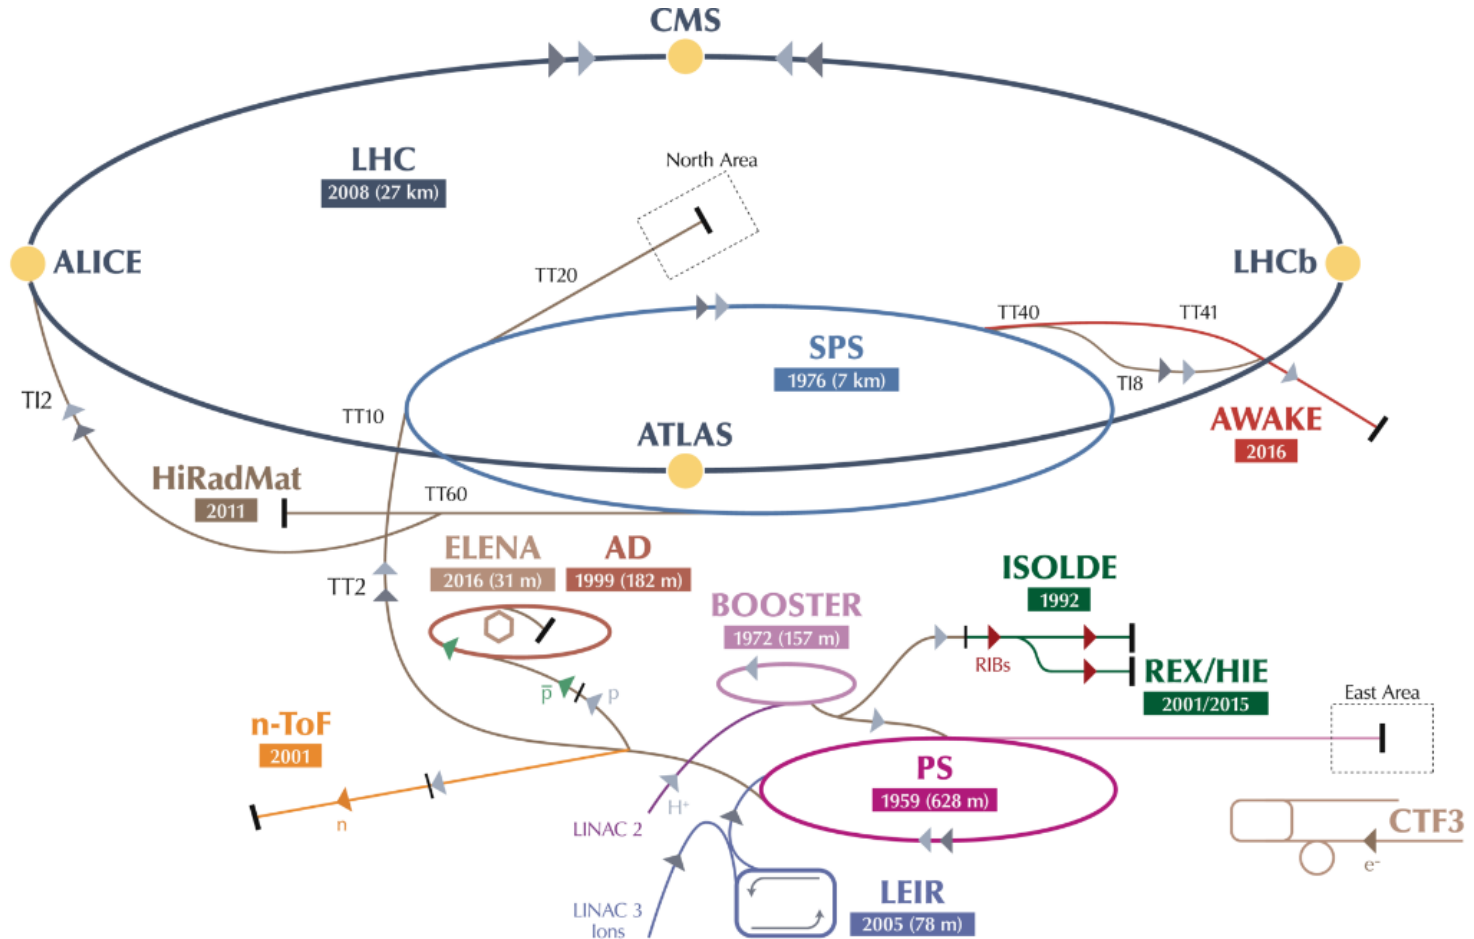 CMS
LHC
2008 (27 km)
North Area
ALICE
LHCb
TT20
TT40
TT41
SPS
1976 (7 km)
TI8
TI2
TT10
ATLAS
AWAKE
2016
HiRadMat
2011
TT60
ELENA
2016 (31 m)
AD
1999 (182 m)
TT2
ISOLDE
1992
BOOSTER
1972 (157 m)
RIBs
REX/HIE
2001/2015
East Area
p̅
p
n-ToF
2001
n
PS
1959 (628 m)
H⁺
LINAC 2
CTF3
e⁻
LEIR
2005 (78 m)
LINAC 3
Ions